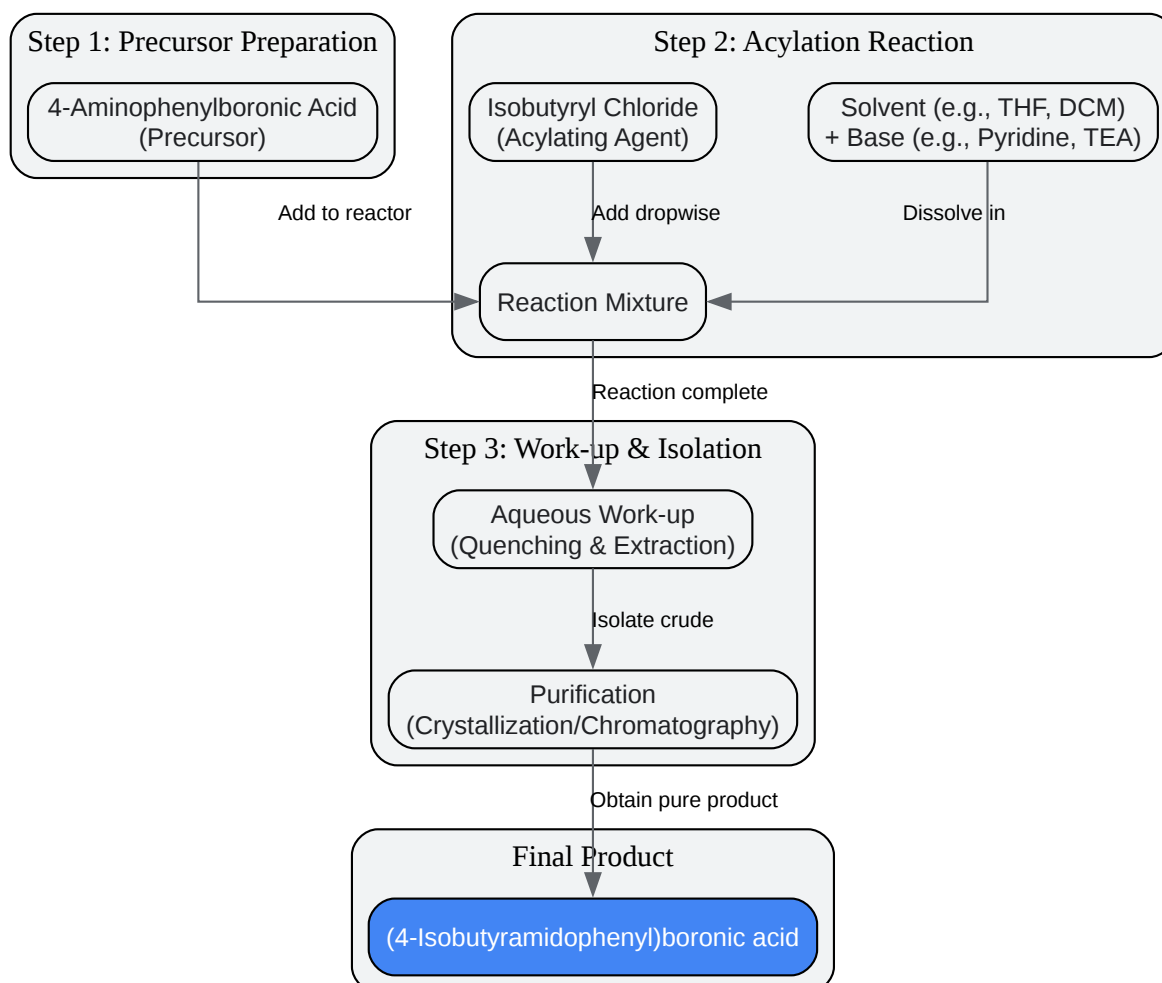 Step 1: Precursor Preparation
4-Aminophenylboronic Acid
(Precursor)
Step 2: Acylation Reaction
Isobutyryl Chloride
(Acylating Agent)
Solvent (e.g., THF, DCM)
+ Base (e.g., Pyridine, TEA)
Add to reactor
Add dropwise
Dissolve in
Reaction Mixture
Reaction complete
Step 3: Work-up & Isolation
Aqueous Work-up
(Quenching & Extraction)
Isolate crude
Purification
(Crystallization/Chromatography)
Obtain pure product
Final Product
(4-Isobutyramidophenyl)boronic acid